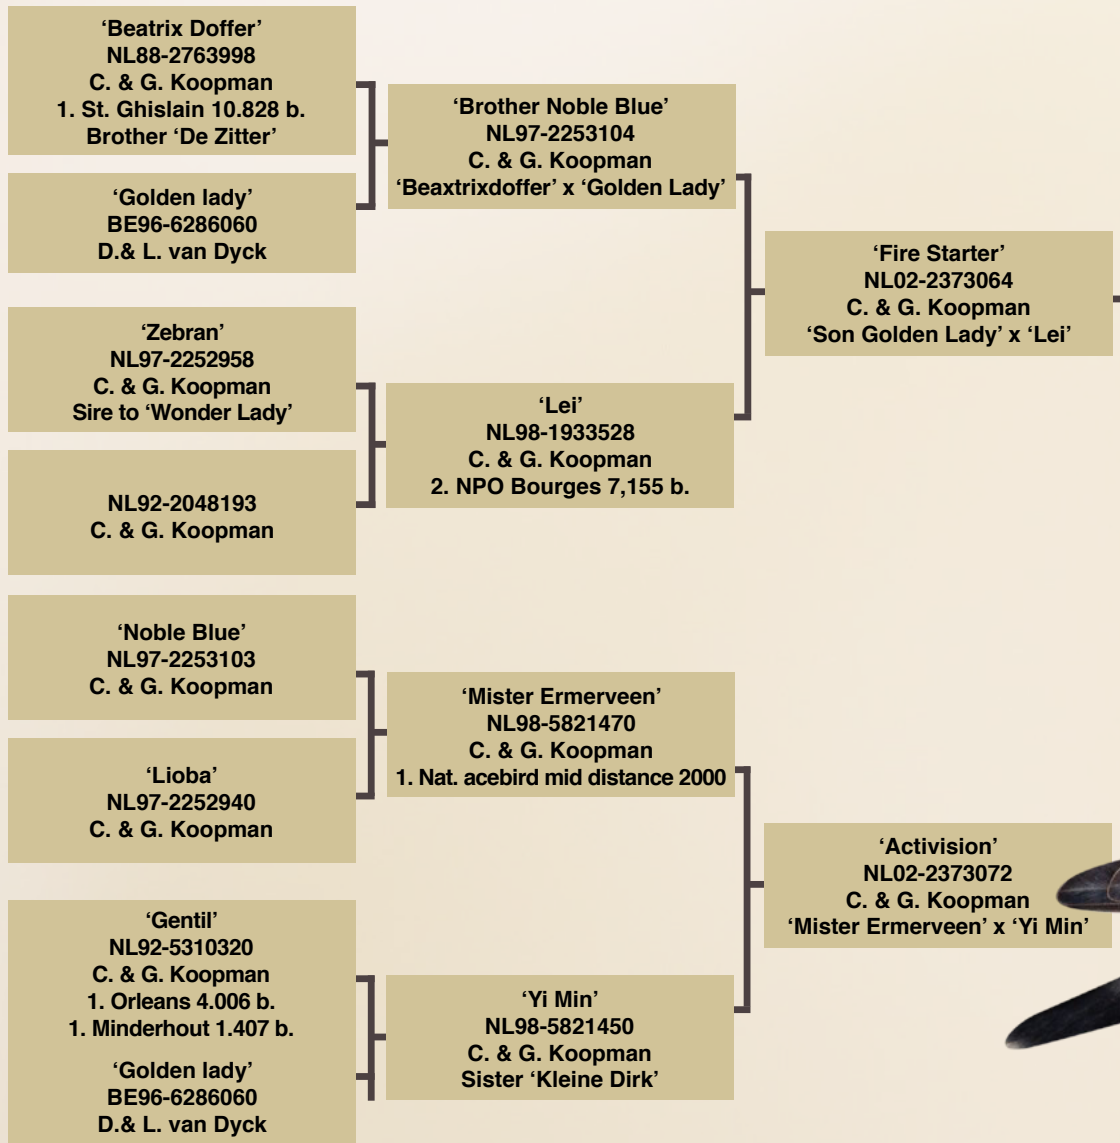 ‘Beatrix Doffer’
NL88-2763998
C. & G. Koopman
1. St. Ghislain 10.828 b.
Brother ‘De Zitter’
‘Golden lady’
BE96-6286060
D.& L. van Dyck
‘Brother Noble Blue’
NL97-2253104
C. & G. Koopman
‘Beaxtrixdoffer’ x ‘Golden Lady’
‘Zebran’
NL97-2252958
C. & G. Koopman
Sire to ‘Wonder Lady’
NL92-2048193
C. & G. Koopman
‘Lei’
NL98-1933528
C. & G. Koopman
2. NPO Bourges 7,155 b.
‘Fire Starter’
NL02-2373064
C. & G. Koopman
‘Son Golden Lady’ x ‘Lei’
‘Noble Blue’
NL97-2253103
C. & G. Koopman
‘Lioba’
NL97-2252940
C. & G. Koopman
‘Mister Ermerveen’
NL98-5821470
C. & G. Koopman
1. Nat. acebird mid distance 2000
‘Gentil’
NL92-5310320
C. & G. Koopman
1. Orleans 4.006 b.
1. Minderhout 1.407 b.
‘Golden lady’
BE96-6286060
D.& L. van Dyck
‘Yi Min’
NL98-5821450
C. & G. Koopman
Sister ‘Kleine Dirk’
‘Activision’
NL02-2373072
C. & G. Koopman
‘Mister Ermerveen’ x ‘Yi Min’